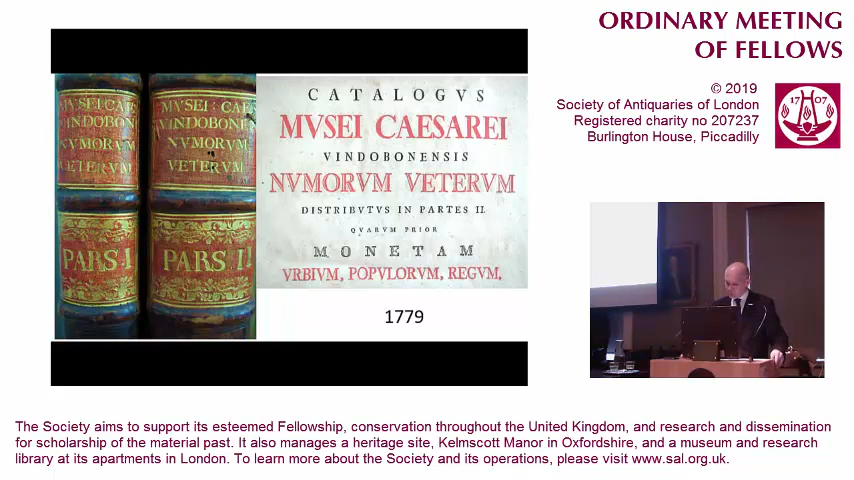 ORDINARY MEETING
OF FELLOWS
© 2019
Society of Antiquaries of London
Registered charity no 207237
Burlington House, Piccadilly
17 07
MVSEI CAE
VINDOBON
NVMORVM
VETERVM
PARS I
MVSEI: CAE
VINDOBONE
NVMORVM
VETERVM
PARS II
CATALOGVS
MVSEI CAESAREI
VINDOBONENSIS
NVMORVM VETERVM
DISTRIBVTVS IN PARTES II.
QVARVM PRIOR
MONETAM
VRBIVM, POPVLORVM, REGVM,
1779
The Society aims to support its esteemed Fellowship, conservation throughout the United Kingdom, and research and dissemination
for scholarship of the material past. It also manages a heritage site, Kelmscott Manor in Oxfordshire, and a museum and research
library at its apartments in London. To learn more about the Society and its operations, please visit www.sal.org.uk.